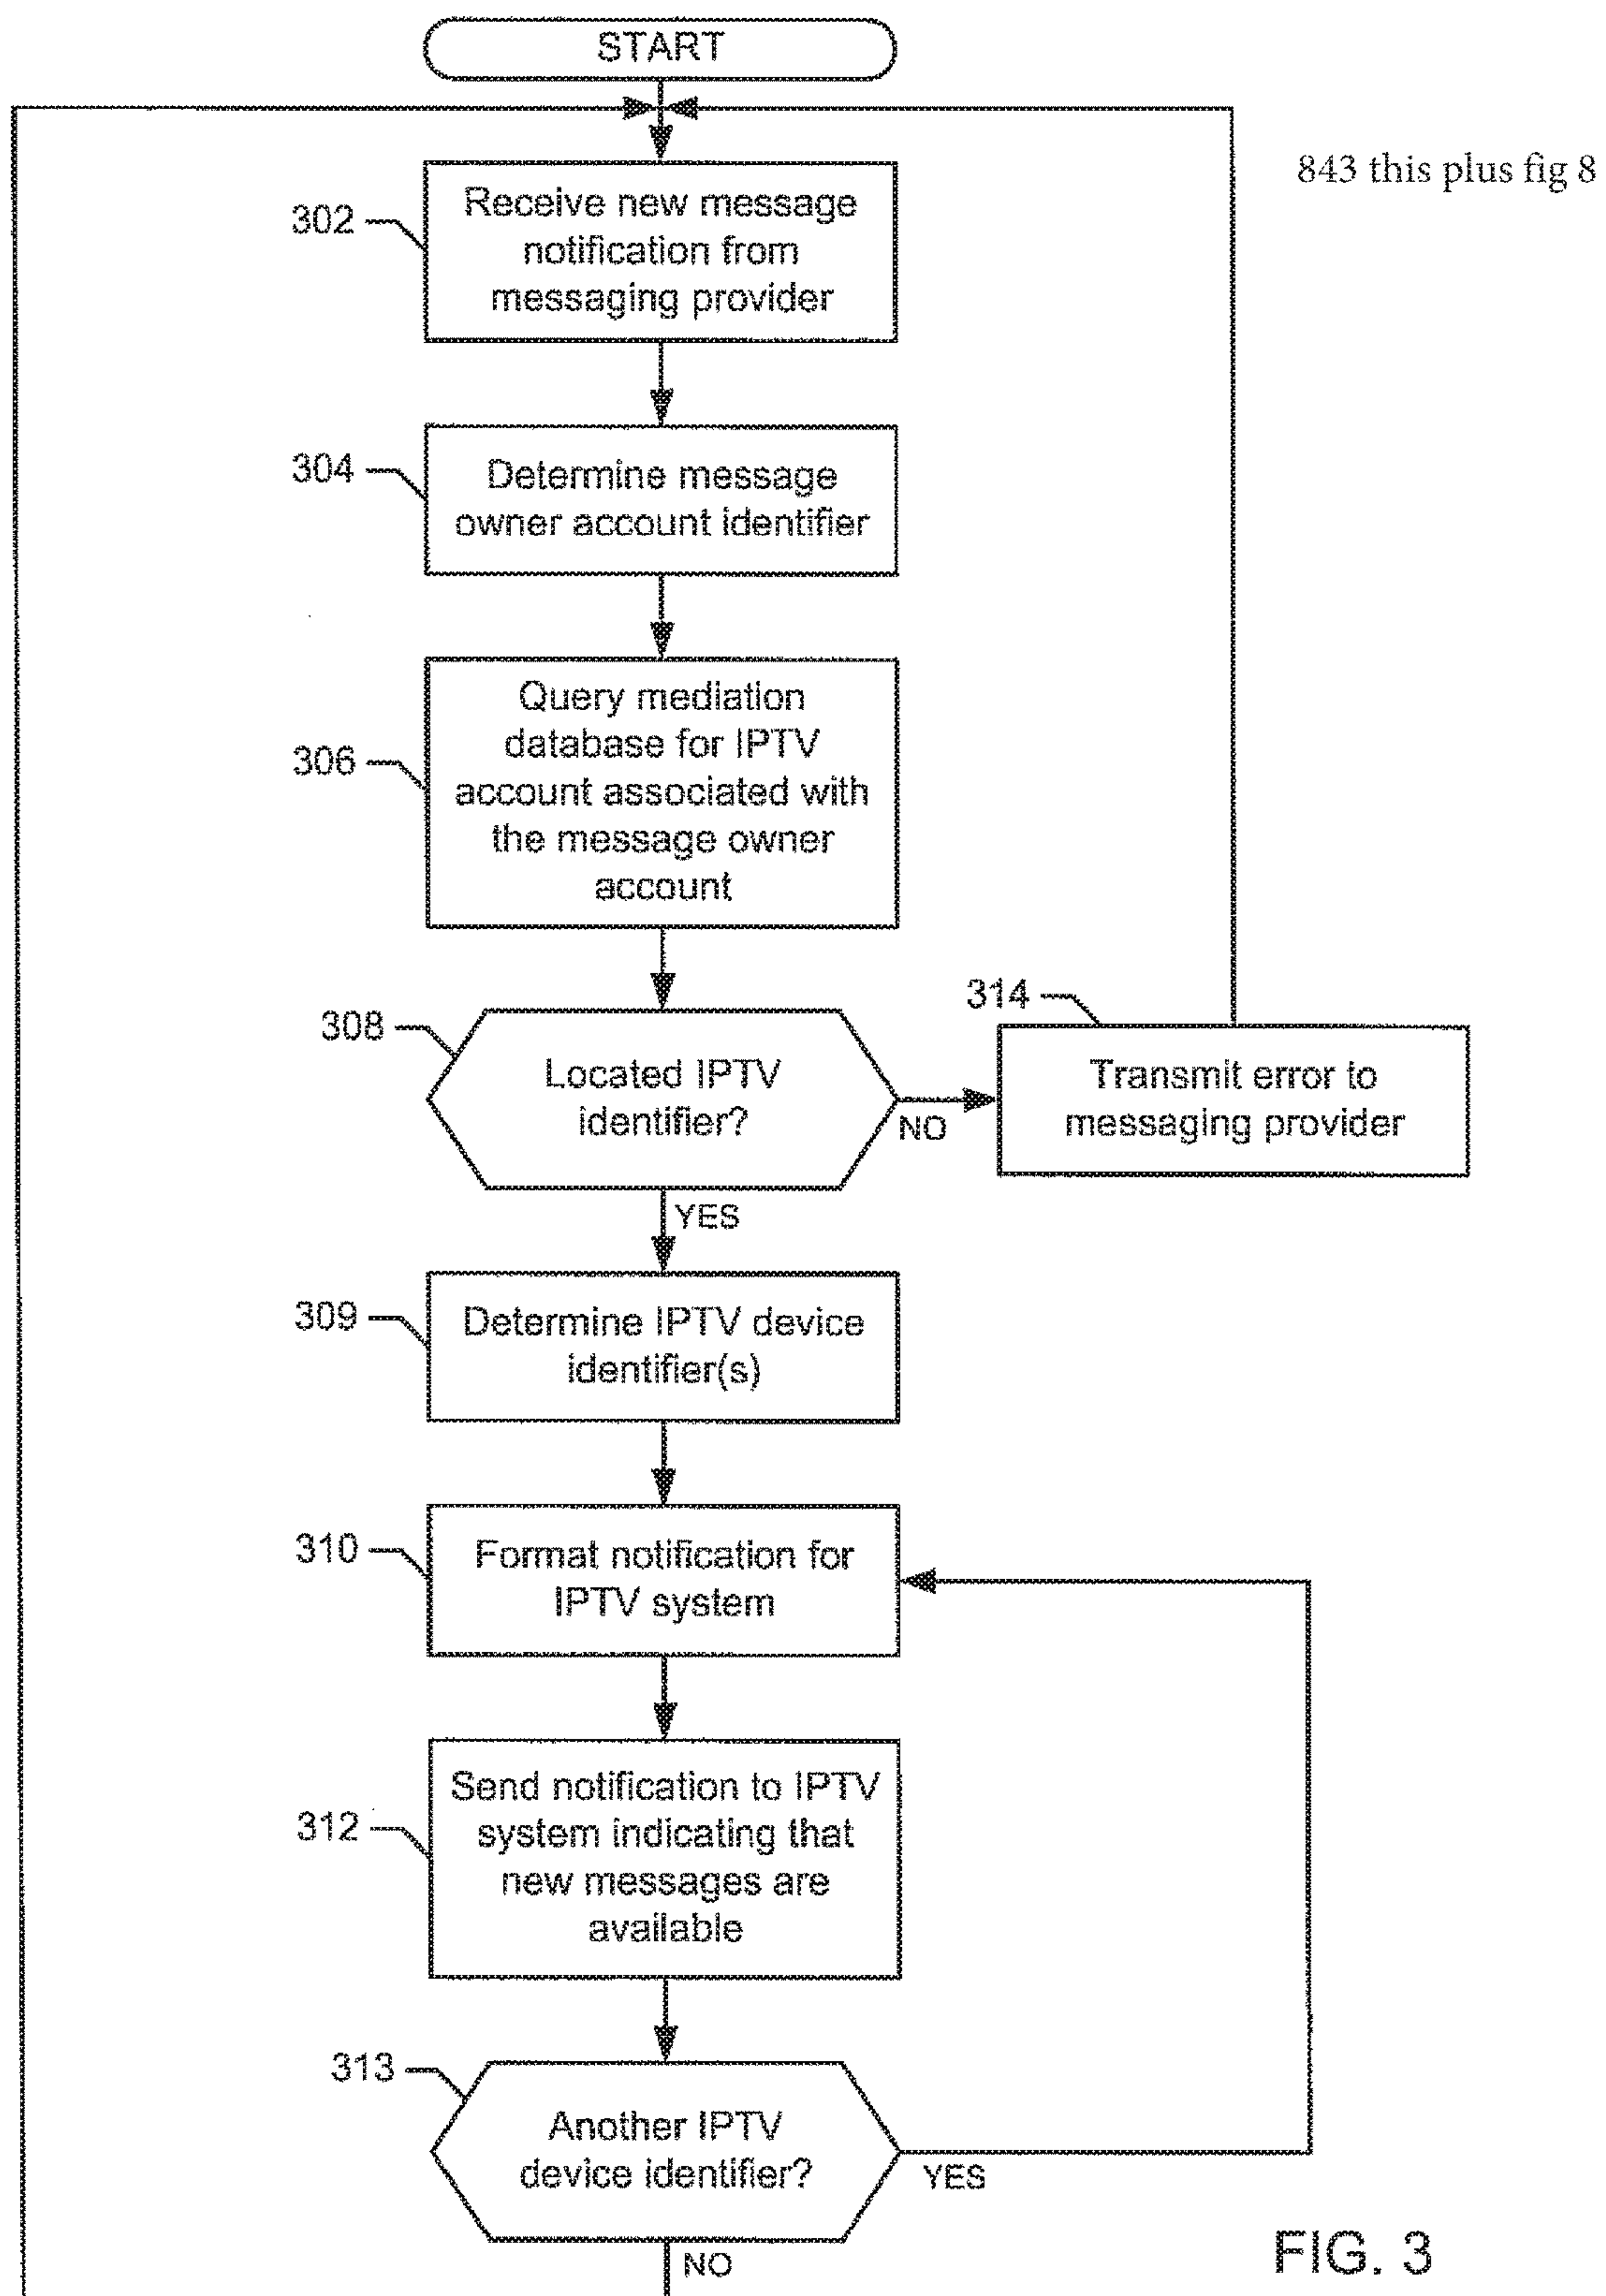 START
843 this plus fig 8
302
Receive new message
notification from
messaging provider
304
Determine message
owner account identifier
306
Query mediation
database for IPTV
account associated with
the message owner
account
308
Located IPTV
identifier?
NO
314
Transmit error to
messaging provider
YES
309
Determine IPTV device
identifier(s)
310
Format notification for
IPTV system
312
Send notification to IPTV
system indicating that
new messages are
available
313
Another IPTV
device identifier?
YES
NO
FIG. 3